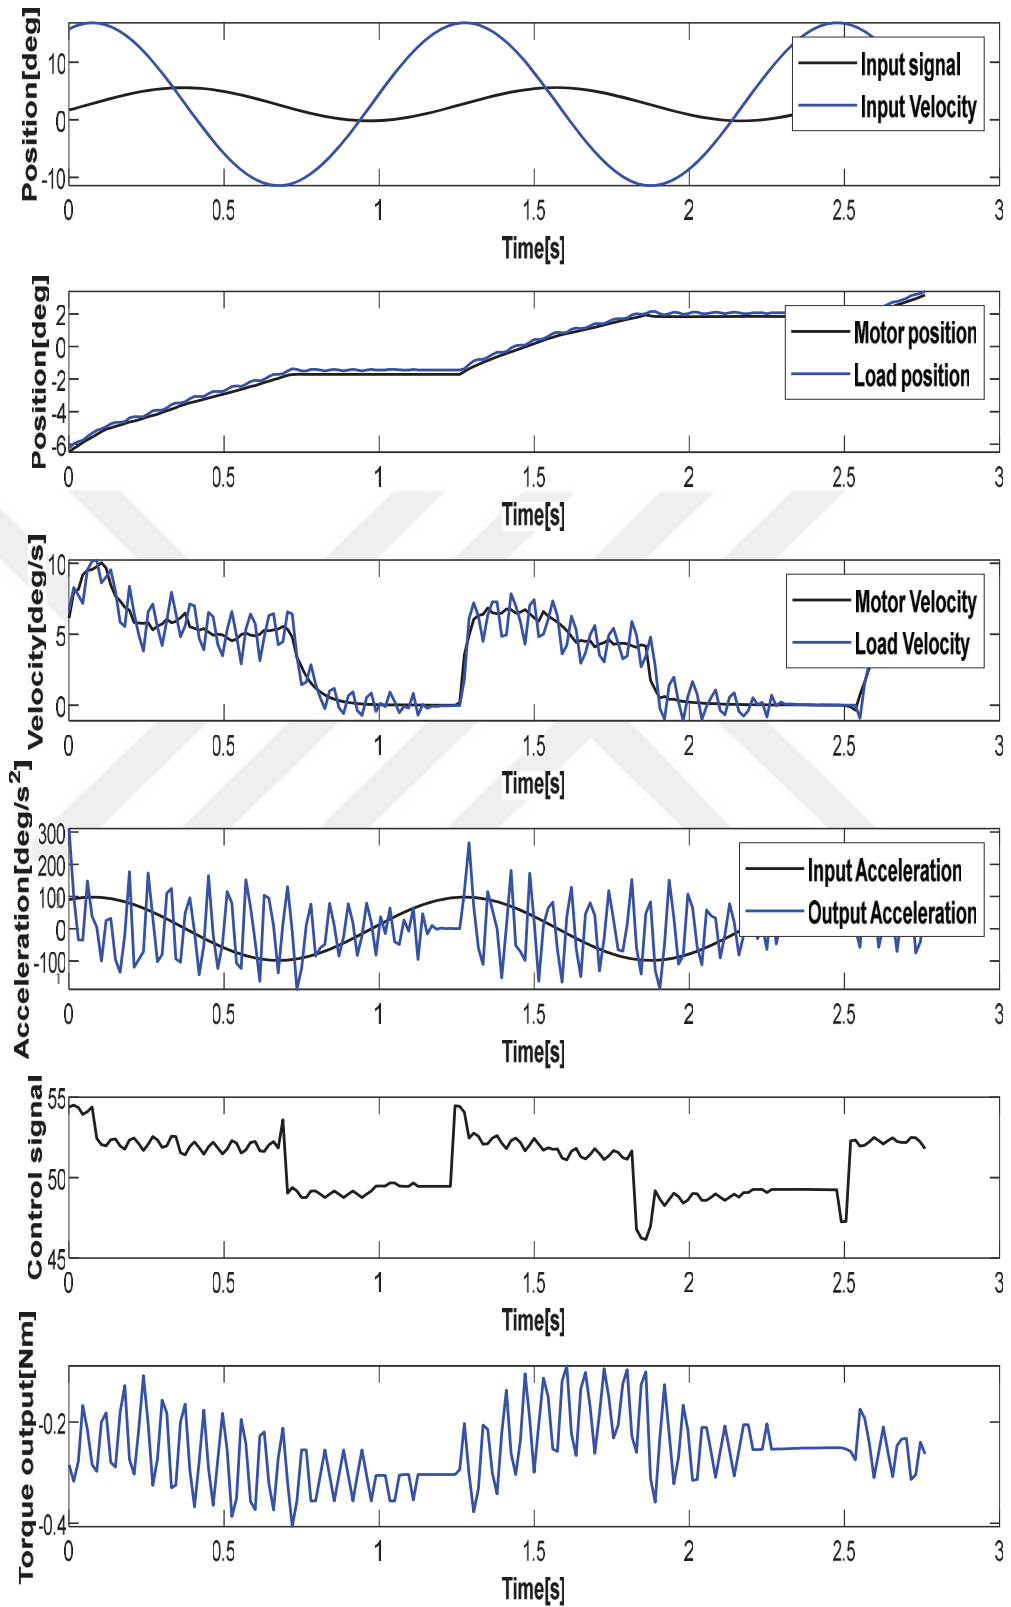 Position[deg]
10
0
-10
Input signal
Input Velocity
0 0.5 1 1.5 2 2.5 3
Time[s]
Position[deg]
2
0
-2
-4
-6
Motor position
Load position
0 0.5 1 1.5 2 2.5 3
Time[s]
Velocity[deg/s]
10
5
0
Motor Velocity
Load Velocity
0 0.5 1 1.5 2 2.5 3
Time[s]
Acceleration[deg/s²]
300
200
100
0
-100
Input Acceleration
Output Acceleration
0 0.5 1 1.5 2 2.5 3
Time[s]
Control signal
55
50
45
0 0.5 1 1.5 2 2.5 3
Time[s]
Torque output[Nm]
-0.2
-0.4
0 0.5 1 1.5 2 2.5 3
Time[s]